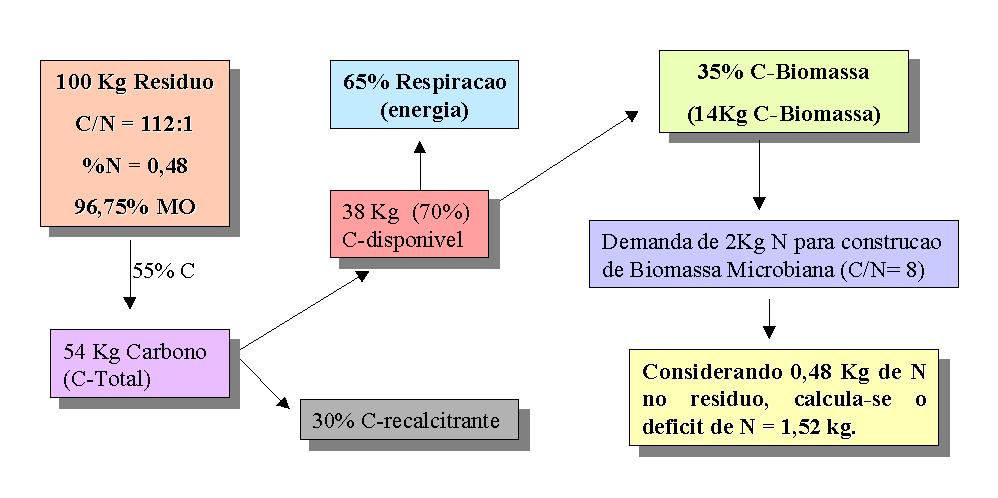 100 Kg Residuo
C/N = 112:1
%N = 0,48
96,75% MO
55% C
54 Kg Carbono
(C-Total)
65% Respiracao
(energia)
38 Kg (70%)
C-disponivel
30% C-recalcitrante
35% C-Biomassa
(14Kg C-Biomassa)
Demanda de 2Kg N para construcao
de Biomassa Microbiana (C/N= 8)
Considerando 0,48 Kg de N
no residuo, calcula-se o
deficit de N = 1,52 kg.